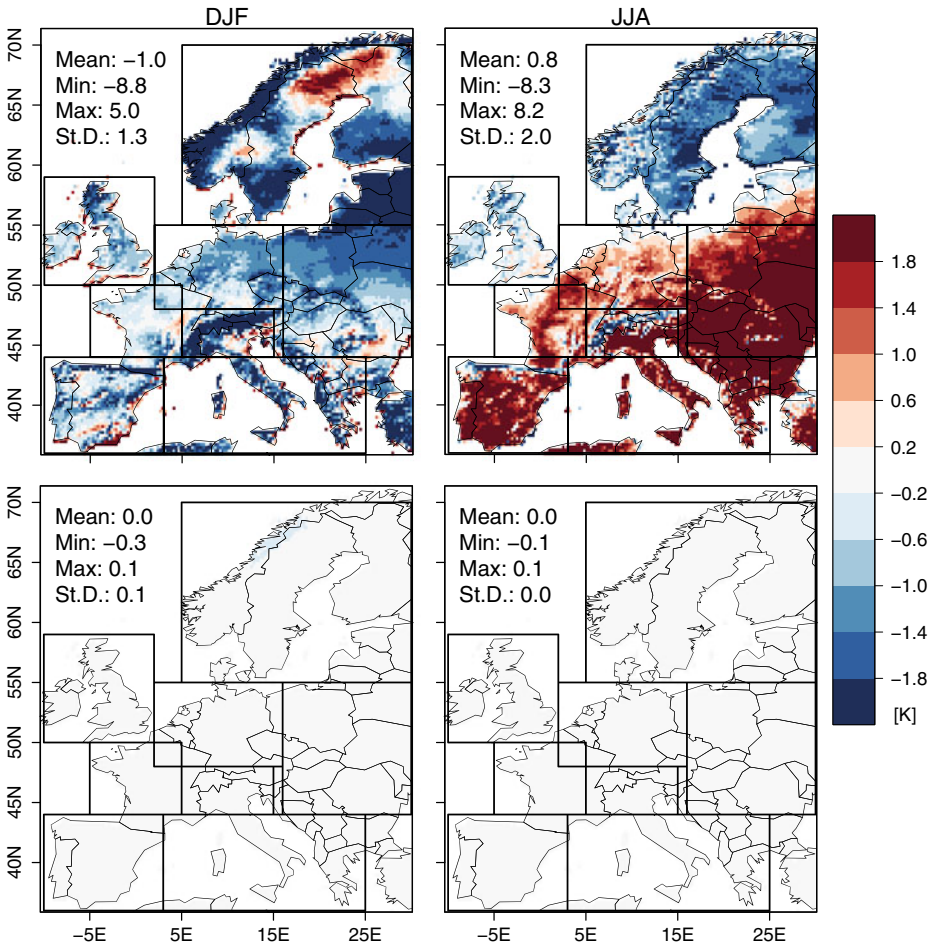 DJF
JJA
70N
65N
60N
55N
50N
45N
40N
Mean: −1.0
Min: −8.8
Max: 5.0
St.D.: 1.3
Mean: 0.8
Min: −8.3
Max: 8.2
St.D.: 2.0
1.8
1.4
1.0
0.6
0.2
−0.2
−0.6
−1.0
−1.4
−1.8
[K]
70N
65N
60N
55N
50N
45N
40N
Mean: 0.0
Min: −0.3
Max: 0.1
St.D.: 0.1
Mean: 0.0
Min: −0.1
Max: 0.1
St.D.: 0.0
−5E 5E 15E 25E
−5E 5E 15E 25E